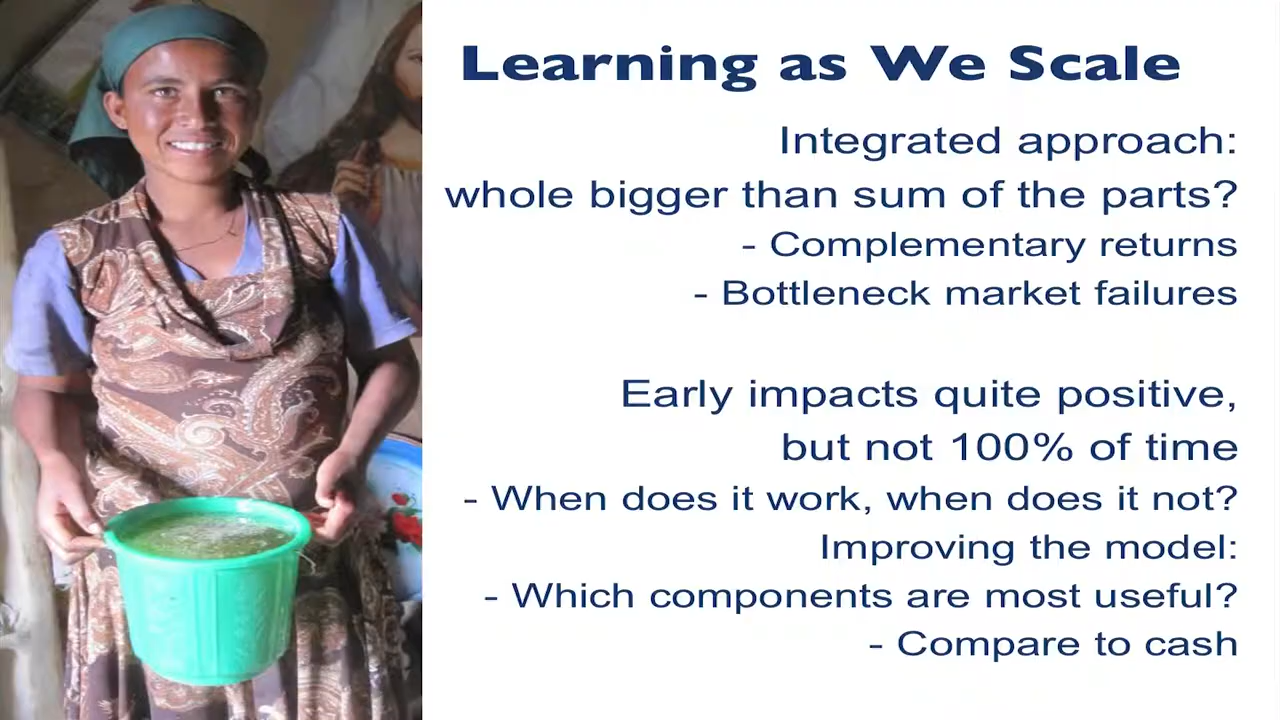 Learning as We Scale
Integrated approach:
whole bigger than sum of the parts?
- Complementary returns
- Bottleneck market failures
Early impacts quite positive,
but not 100% of time
- When does it work, when does it not?
Improving the model:
- Which components are most useful?
- Compare to cash